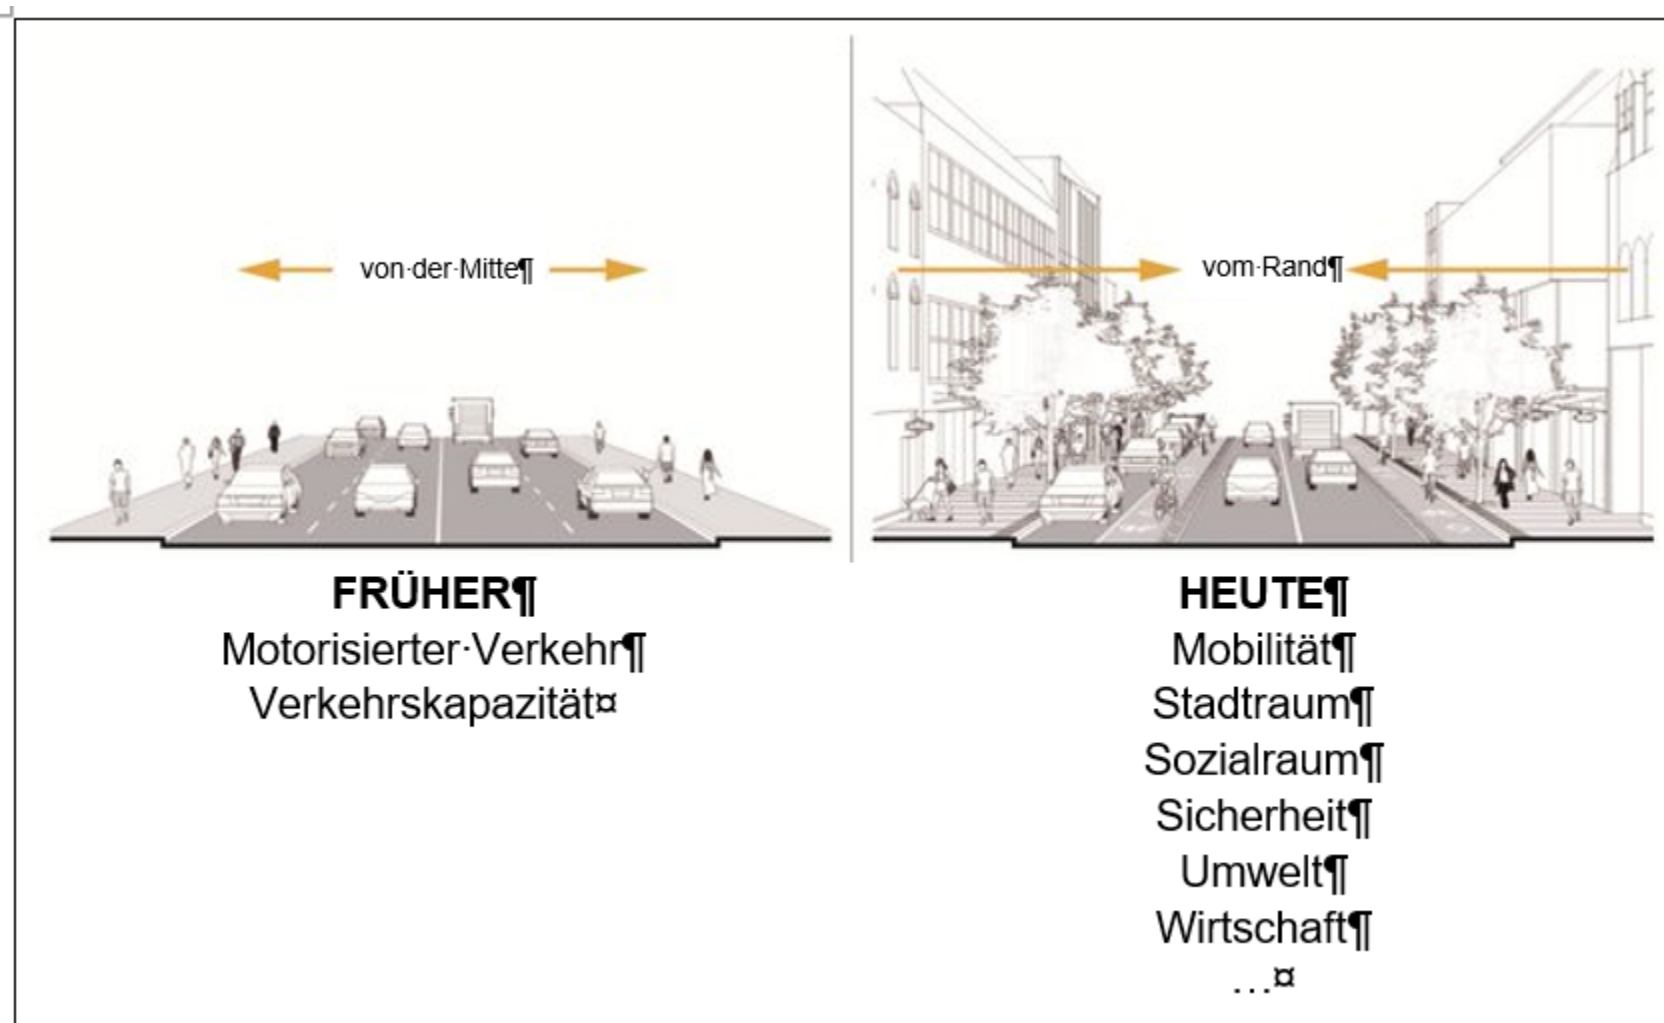 von·der·Mitte¶
vom·Rand¶
FRÜHER¶
Motorisierter·Verkehr¶
Verkehrskapazität¤
HEUTE¶
Mobilität¶
Stadtraum¶
Sozialraum¶
Sicherheit¶
Umwelt¶
Wirtschaft¶
…¤